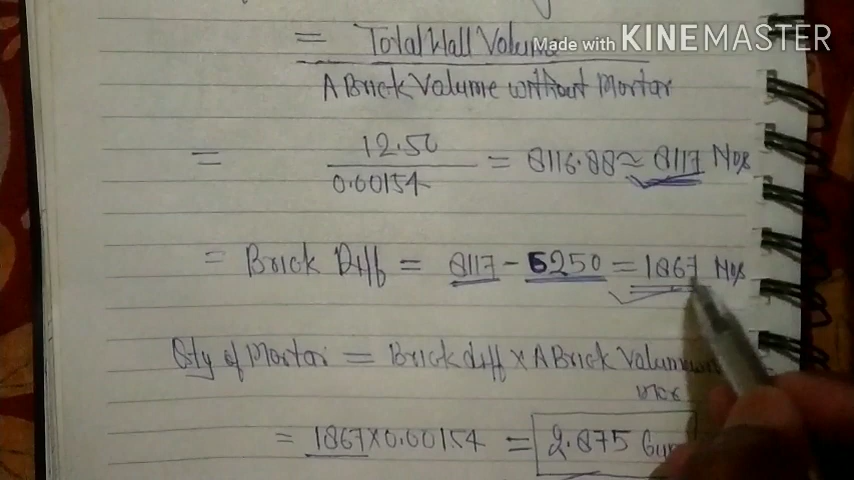 = Total Wall Volume
Made with KINEMASTER
A Brick Volume without Mortar
= 12.50
0.00154 = 8116.88 ≈ 8117 Nos
= Brick Diff = 8117 - 6250 = 1867 Nos
Qty of Mortar = Brick diff × A Brick Volume
= 1867×0.00154 = 2.875